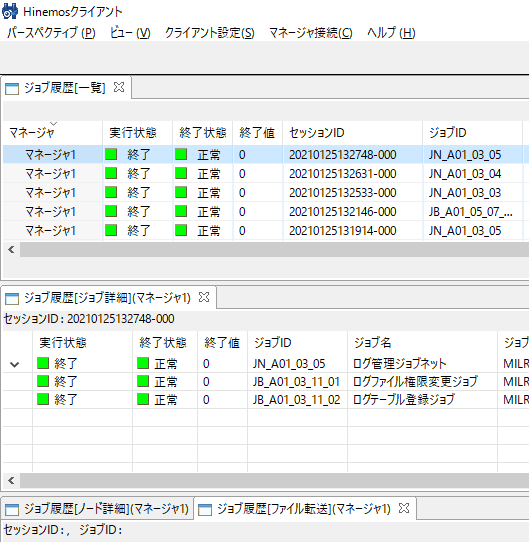 Hinemosクライアント
パースペクティブ (P) ビュー (V) クライアント設定(S) マネージャ接続(C) ヘルプ (H)
ジョブ履歴[一覧]
マネージャ 実行状態 終了状態 終了値 セッションID ジョブID
マネージャ1 終了 正常 0 20210125132748-000 JN_A01_03_05
マネージャ1 終了 正常 0 20210125132631-000 JN_A01_03_04
マネージャ1 終了 正常 0 20210125132533-000 JN_A01_03_03
マネージャ1 終了 正常 0 20210125132146-000 JB_A01_05_07_...
マネージャ1 終了 正常 0 20210125131914-000 JN_A01_03_05
ジョブ履歴[ジョブ詳細](マネージャ1)
セッションID : 20210125132748-000
実行状態 終了状態 終了値 ジョブID ジョブ名 ジョ
終了 正常 0 JN_A01_03_05 ログ管理ジョブネット MILR
終了 正常 0 JB_A01_03_11_01 ログファイル権限変更ジョブ MILR
終了 正常 0 JB_A01_03_11_02 ログテーブル登録ジョブ MILR
ジョブ履歴[ノード詳細](マネージャ1) ジョブ履歴[ファイル転送](マネージャ1)
セッションID : , ジョブID :